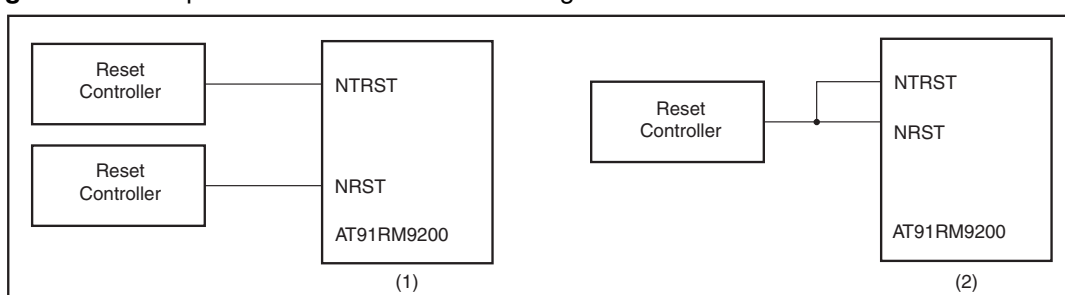 Reset
Controller
NTRST
Reset
Controller
NRST
AT91RM9200
(1)
Reset
Controller
NTRST
NRST
AT91RM9200
(2)